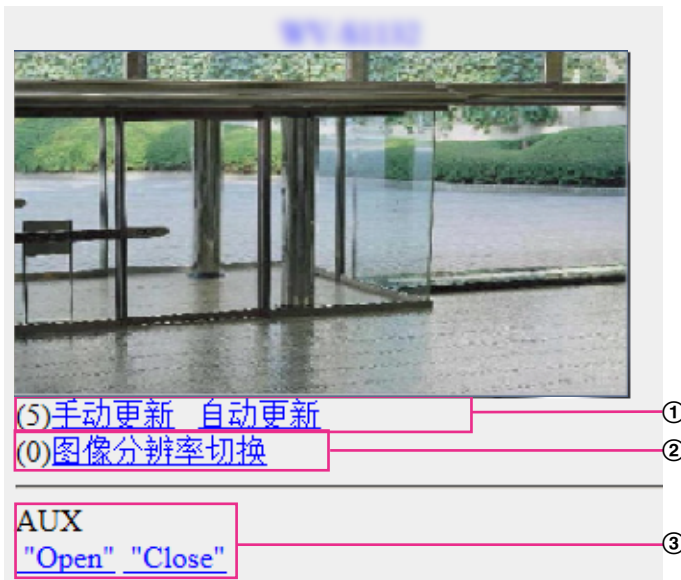 (5)手动更新 自动更新 ①
(0)图像分辨率切换 ②
AUX
"Open" "Close" ③